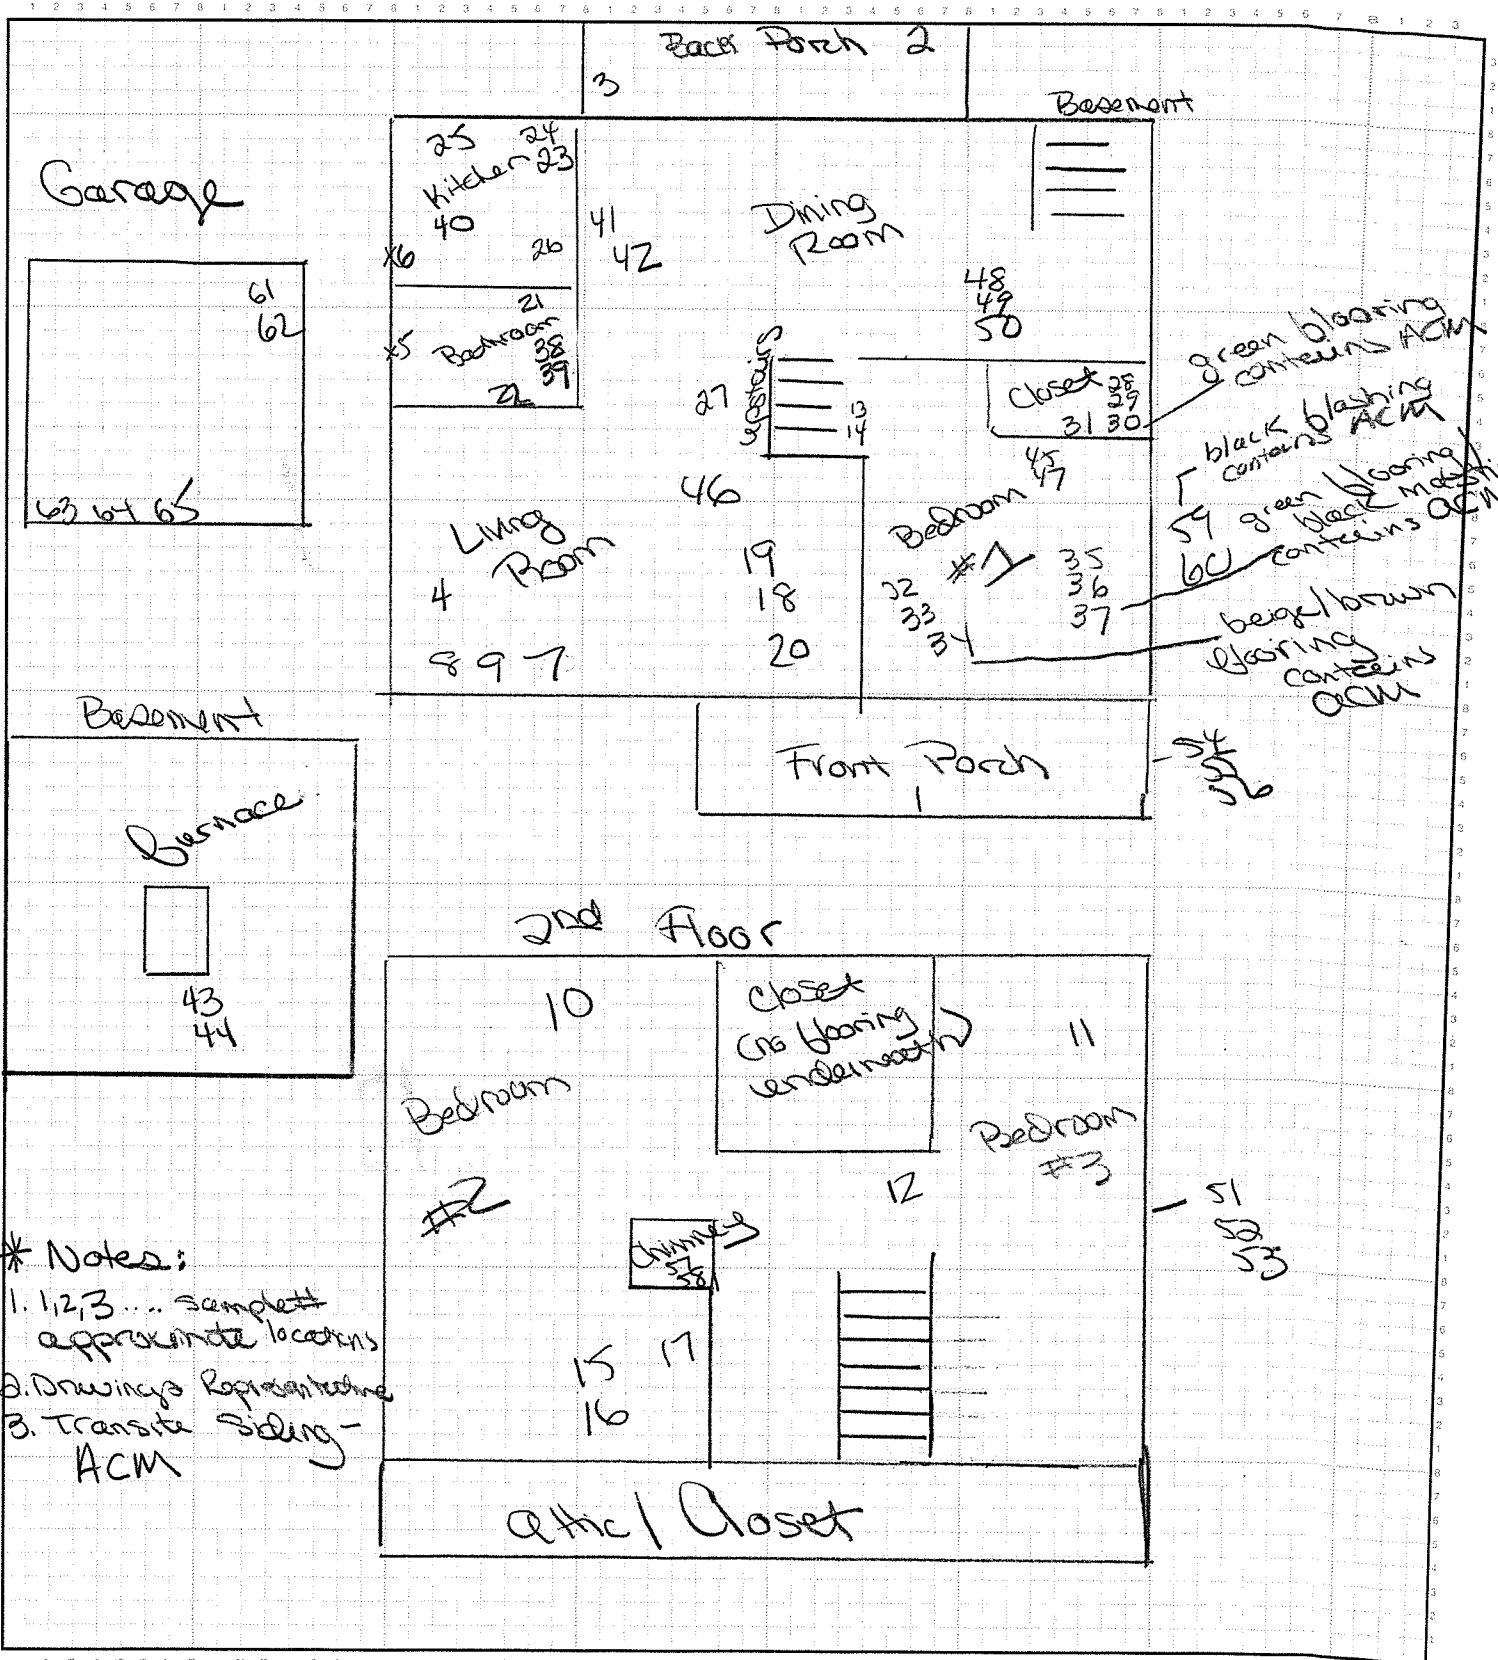 Back Porch 2
3
Basement
25 24
Kitchen 23
40
26
x6
41
42
Dining
Room
48
49
50
21
x5 Bedroom 38
39
22
27
upstairs
13
14
Closet 28
29
31 30
green flooring
contains ACM
black flashing
contains ACM
59
60
green flooring/
black mastic
contains ACM
Garage
61
62
63 64 65
45
47
46
Bedroom
#1
35
36
37
32
33
34
beige/brown
flooring
contains
ACM
Living
Room
4
8 9 7
19
18
20
Front Porch
1
54
56
Basement
Furnace
43
44
2nd Floor
10
Closet
(no flooring
underneath)
11
Bedroom
#2
Bedroom
#3
12
Chimney
57
58
51
52
53
15
16
17
Attic/Closet
* Notes:
1. 1,2,3 .... sample#
approximate locations
2. Drawings Representative
3. Transite Siding -
ACM